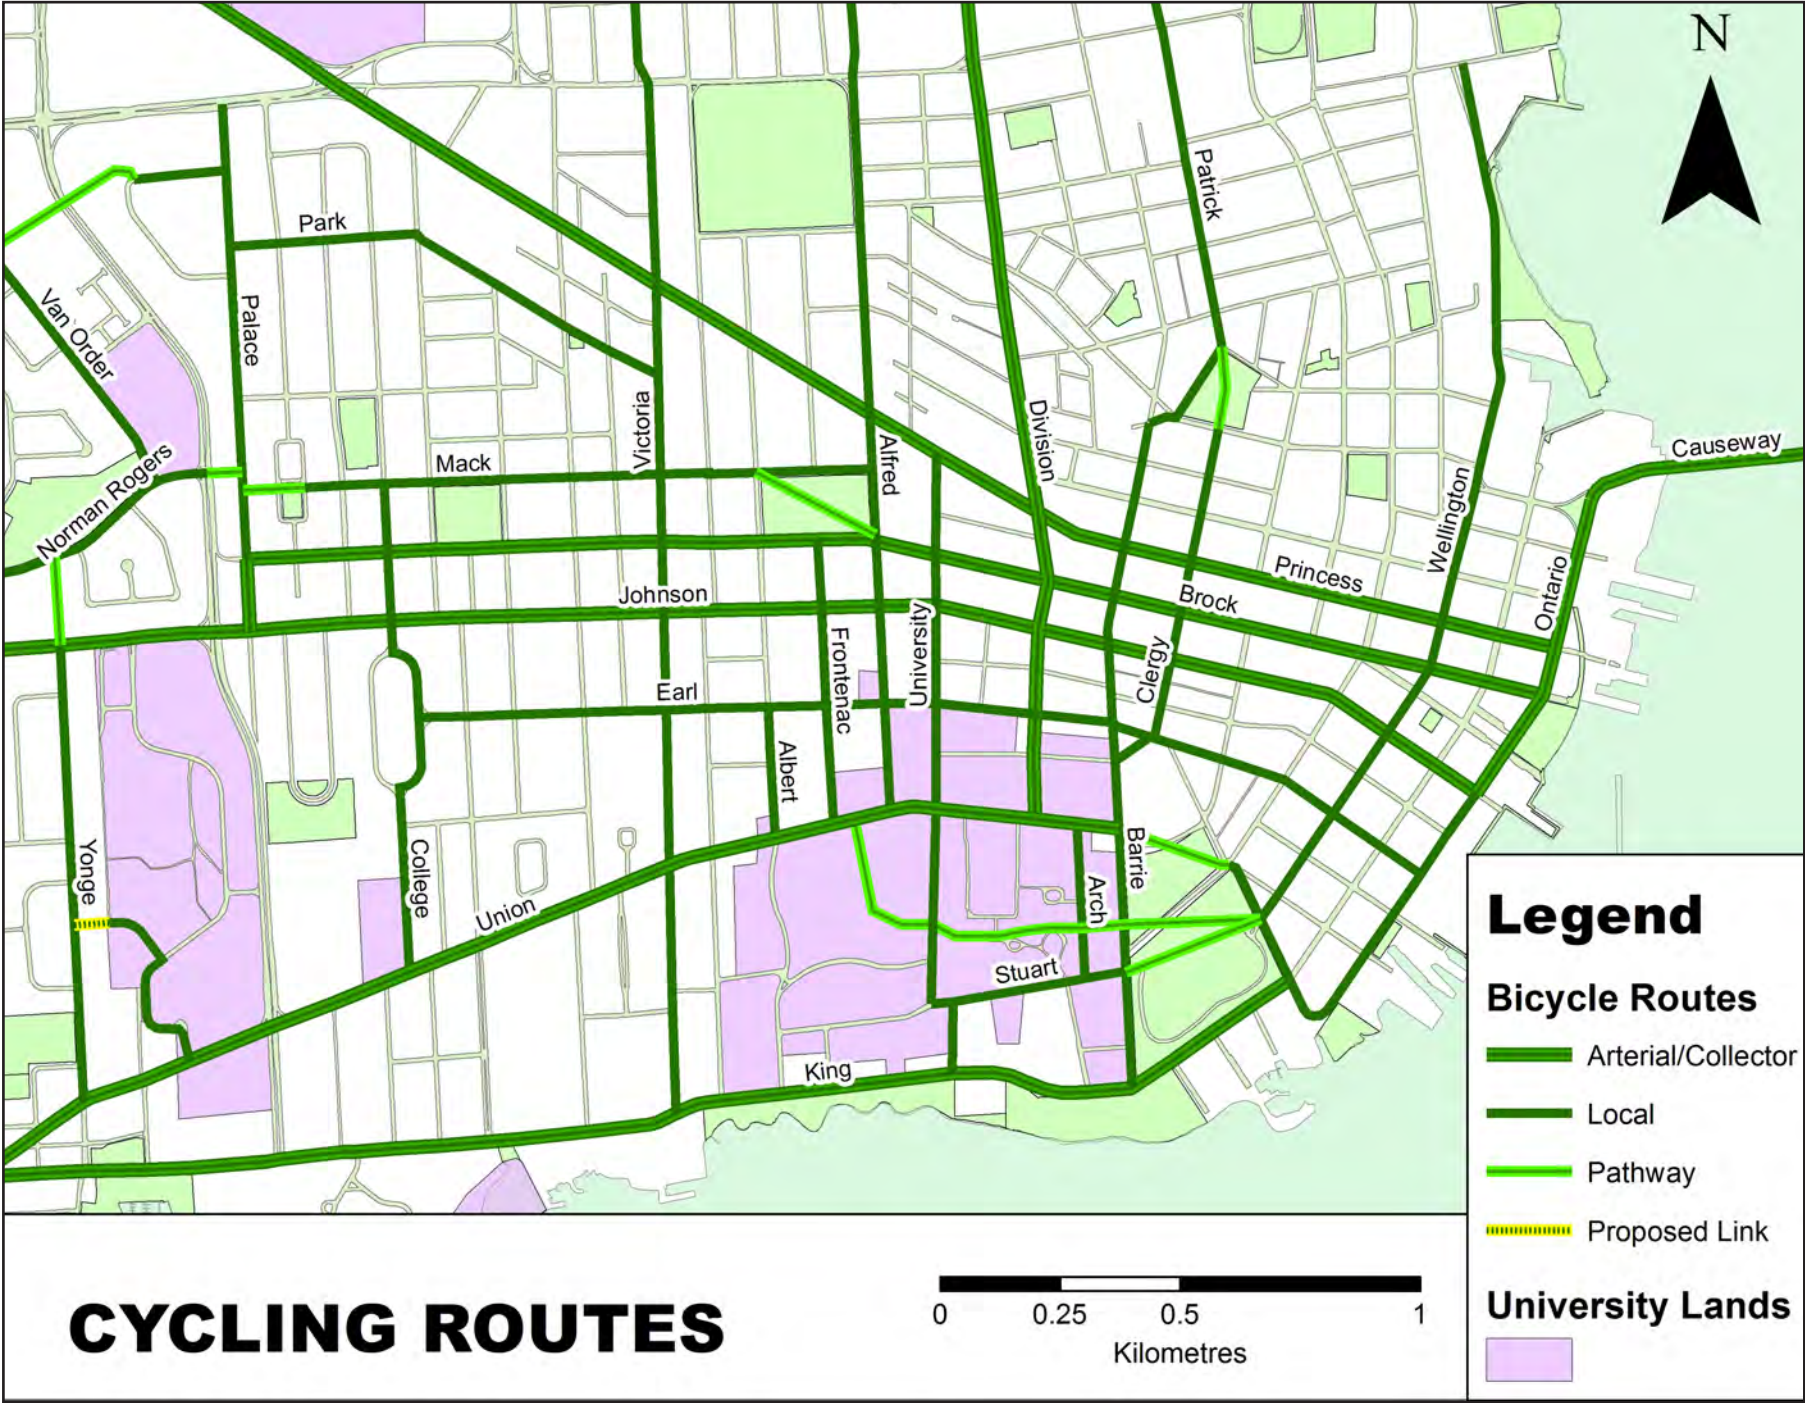 N
Patrick
Park
Palace
Van Order
Victoria
Division
Alfred
Causeway
Mack
Norman Rogers
Wellington
Princess
Ontario
Brock
Johnson
University
Frontenac
Clergy
Earl
Albert
Yonge
College
Barrie
Arch
Union
Stuart
King
Legend
Bicycle Routes
Arterial/Collector
Local
Pathway
Proposed Link
University Lands
CYCLING ROUTES
0 0.25 0.5 1
Kilometres